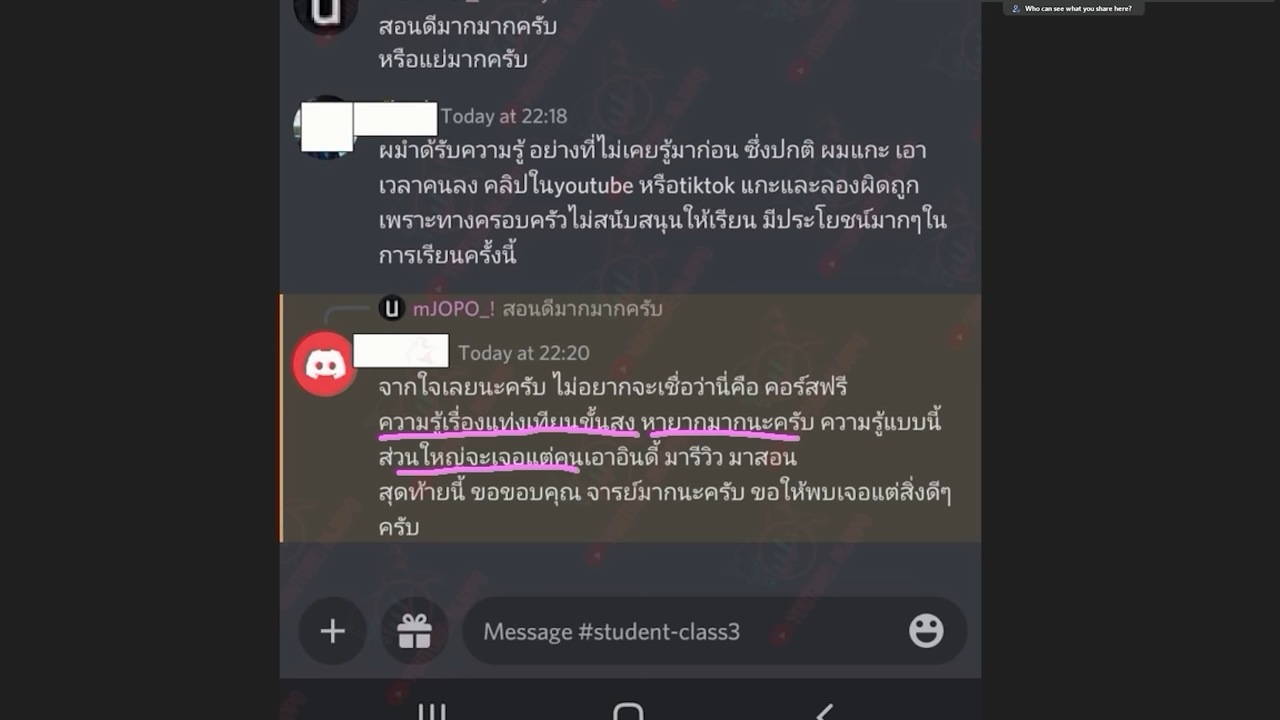 Who can see what you share here?
สอนดีมากมากครับ
หรือแย่มากครับ
Today at 22:18
ผมำด้รับความรู้ อย่างที่ไม่เคยรู้มาก่อน ซึ่งปกติ ผมแกะ เอา
เวลาคนลง คลิปในyoutube หรือtiktok แกะและลองผิดถูก
เพราะทางครอบครัวไม่สนับสนุนให้เรียน มีประโยชน์มากๆใน
การเรียนครั้งนี้
mJOPO_! สอนดีมากมากครับ
Today at 22:20
จากใจเลยนะครับ ไม่อยากจะเชื่อว่านี่คือ คอร์สฟรี
ความรู้เรื่องแท่งเทียนขั้นสูง หายากมากนะครับ ความรู้แบบนี้
ส่วนใหญ่จะเจอแต่คนเอาอินดี้ มารีวิว มาสอน
สุดท้ายนี้ ขอขอบคุณ จารย์มากนะครับ ขอให้พบเจอแต่สิ่งดีๆ
ครับ
Message #student-class3